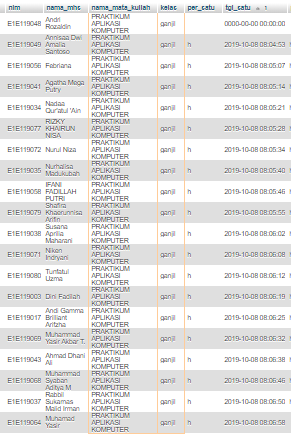 nim nama_mhs nama_mata_kuliah kelas per_satu tgl_satu 1
E1E119048 Andri Rozaldin PRAKTIKUM APLIKASI KOMPUTER ganjil 0000-00-00 00:00:00
E1E119049 Annisaa Dwi Amalia Santoso PRAKTIKUM APLIKASI KOMPUTER ganjil h 2019-10-08 08:04:53
E1E119056 Febriana PRAKTIKUM APLIKASI KOMPUTER ganjil h 2019-10-08 08:05:07
E1E119041 Agatha Mega Putry PRAKTIKUM APLIKASI KOMPUTER ganjil h 2019-10-08 08:05:14
E1E119034 Nadaa Qur'atul 'Ain PRAKTIKUM APLIKASI KOMPUTER ganjil h 2019-10-08 08:05:21
E1E119077 RIZKY KHAIRUN NISA PRAKTIKUM APLIKASI KOMPUTER ganjil h 2019-10-08 08:05:28
E1E119072 Nurul Niza PRAKTIKUM APLIKASI KOMPUTER ganjil h 2019-10-08 08:05:34
E1E119035 Nurhalisa Madukubah PRAKTIKUM APLIKASI KOMPUTER ganjil h 2019-10-08 08:05:40
E1E119058 IFANI FADILLAH PUTRI PRAKTIKUM APLIKASI KOMPUTER ganjil h 2019-10-08 08:05:46
E1E119079 Shafira Khaerunnisa Arifin PRAKTIKUM APLIKASI KOMPUTER ganjil h 2019-10-08 08:05:55
E1E119038 Susana Aprilia Maharani PRAKTIKUM APLIKASI KOMPUTER ganjil h 2019-10-08 08:06:02
E1E119071 Niken Indryani PRAKTIKUM APLIKASI KOMPUTER ganjil h 2019-10-08 08:06:08
E1E119080 Tunfatul Uzma PRAKTIKUM APLIKASI KOMPUTER ganjil h 2019-10-08 08:06:12
E1E119003 Dini Fadilah PRAKTIKUM APLIKASI KOMPUTER ganjil h 2019-10-08 08:06:19
E1E119017 Andi Gamma Brilliant Arifzha PRAKTIKUM APLIKASI KOMPUTER ganjil h 2019-10-08 08:06:25
E1E119069 Muhammad Yasir Akbar T. PRAKTIKUM APLIKASI KOMPUTER ganjil h 2019-10-08 08:06:32
E1E119043 Ahmad Dhani Ali PRAKTIKUM APLIKASI KOMPUTER ganjil h 2019-10-08 08:06:38
E1E119068 Muhammad Syaban Aditya M PRAKTIKUM APLIKASI KOMPUTER ganjil h 2019-10-08 08:06:46
E1E119037 Rabbil Sukarnas Malid Irman PRAKTIKUM APLIKASI KOMPUTER ganjil h 2019-10-08 08:06:50
E1E119064 Muhamad Yasir PRAKTIKUM APLIKASI KOMPUTER ganjil h 2019-10-08 08:06:58